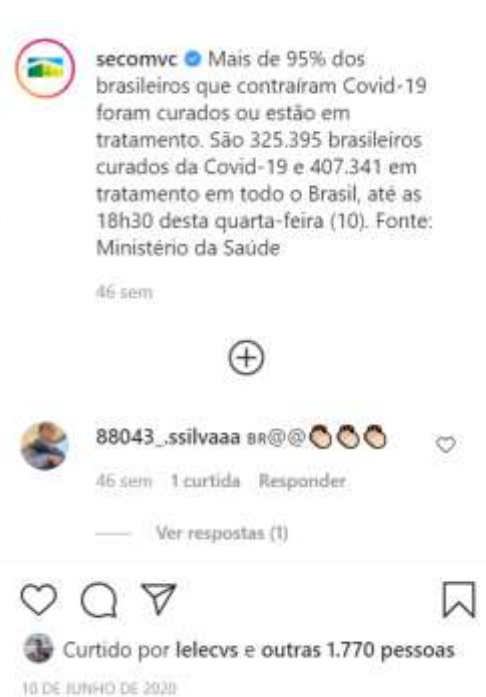 secomvc Mais de 95% dos
brasileiros que contraíram Covid-19
foram curados ou estão em
tratamento. São 325.395 brasileiros
curados da Covid-19 e 407.341 em
tratamento em todo o Brasil, até as
18h30 desta quarta-feira (10). Fonte:
Ministério da Saúde
46 sem
88043_.ssilvaaa BR@@👏🏻👏🏻👏🏻
46 sem 1 curtida Responder
Ver respostas (1)
Curtido por lelecvs e outras 1.770 pessoas
10 DE JUNHO DE 2020